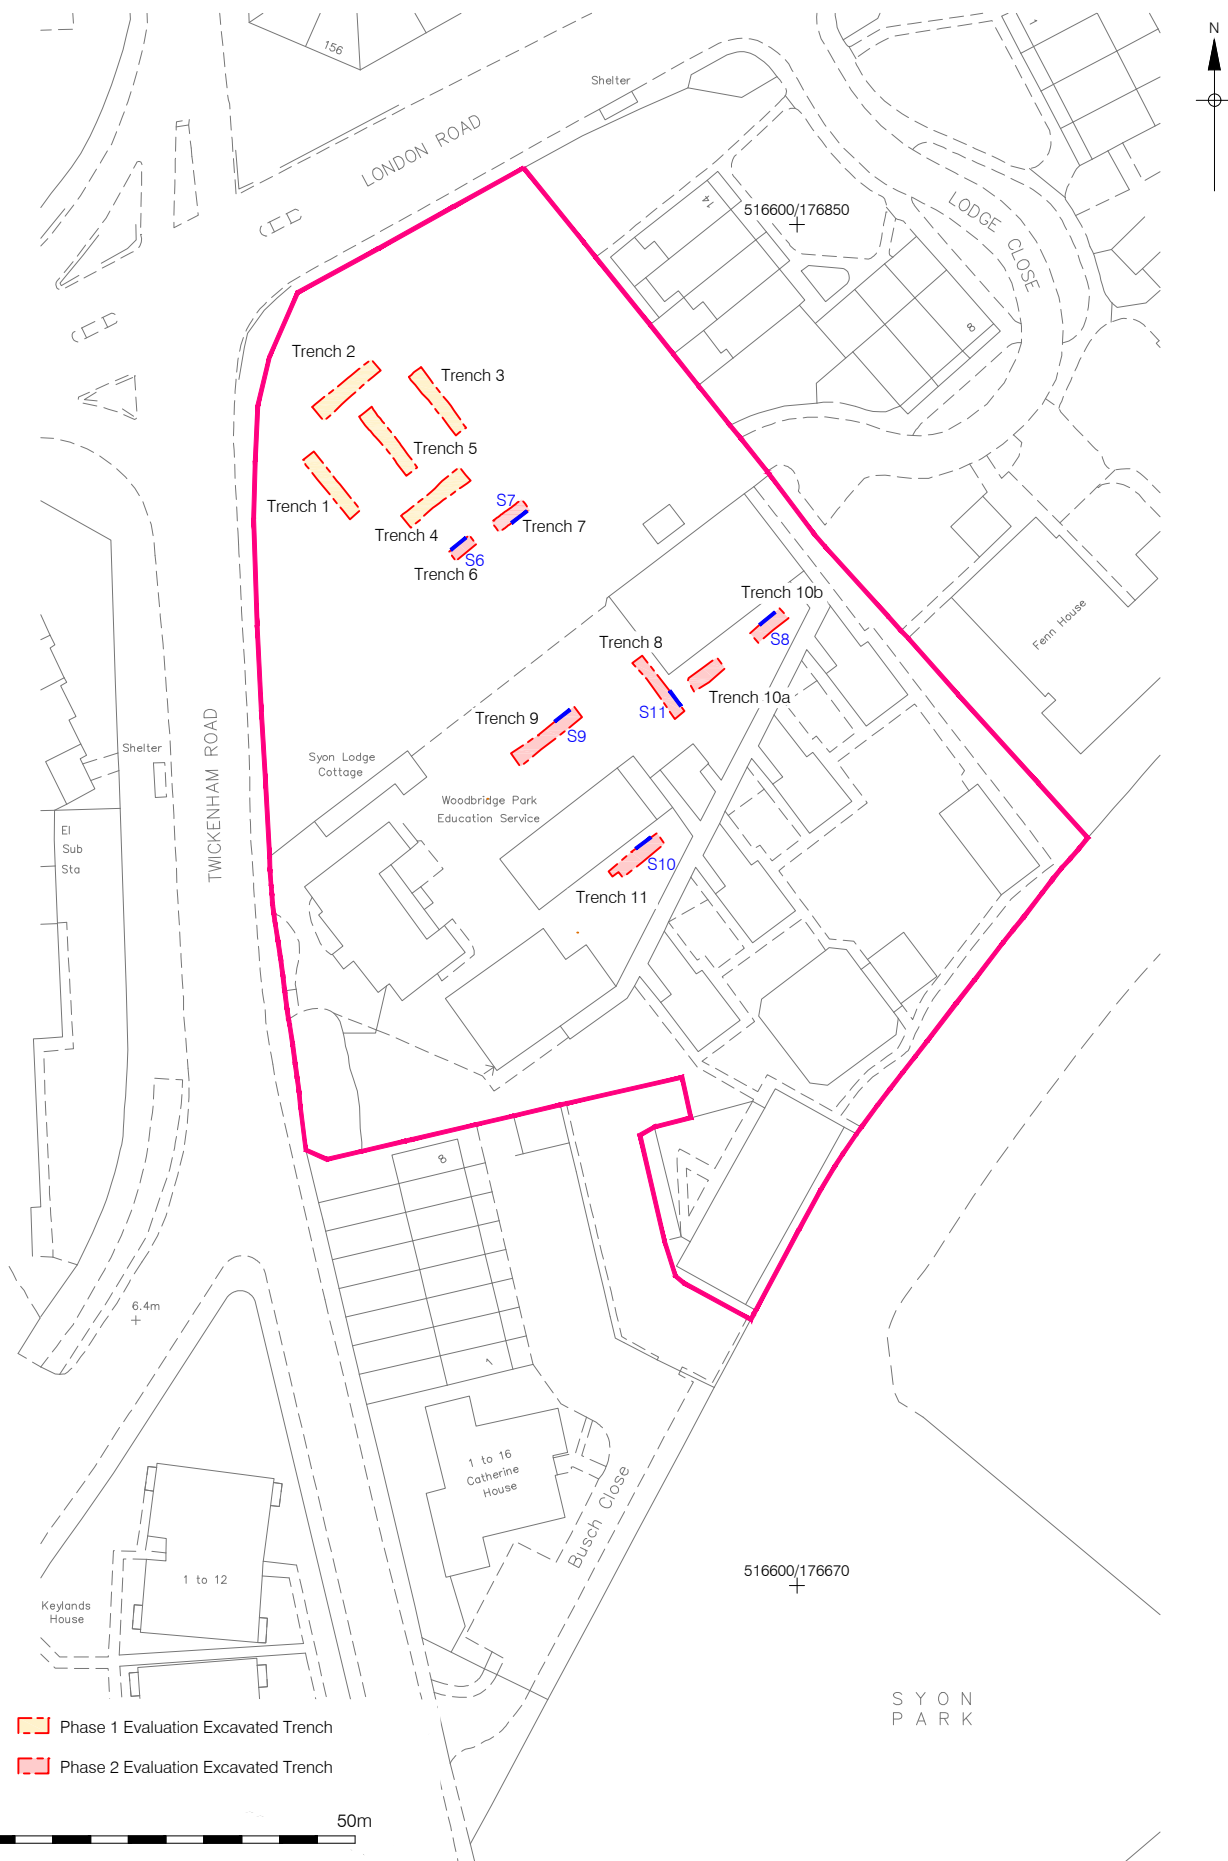 N
156
Shelter
LONDON ROAD
14
516600/176850
LODGE CLOSE
8
Trench 2
Trench 3
Trench 5
Trench 1
S7
Trench 7
Trench 4
S6
Trench 6
Trench 10b
S8
Fenn House
Trench 8
Trench 10a
S11
Trench 9
S9
TWICKENHAM ROAD
Shelter
Syon Lodge
Cottage
Woodbridge Park
Education Service
El
Sub
Sta
S10
Trench 11
8
6.4m
1
1 to 16
Catherine
House
Busch Close
516600/176670
1 to 12
Keylands
House
SYON
PARK
Phase 1 Evaluation Excavated Trench
Phase 2 Evaluation Excavated Trench
50m